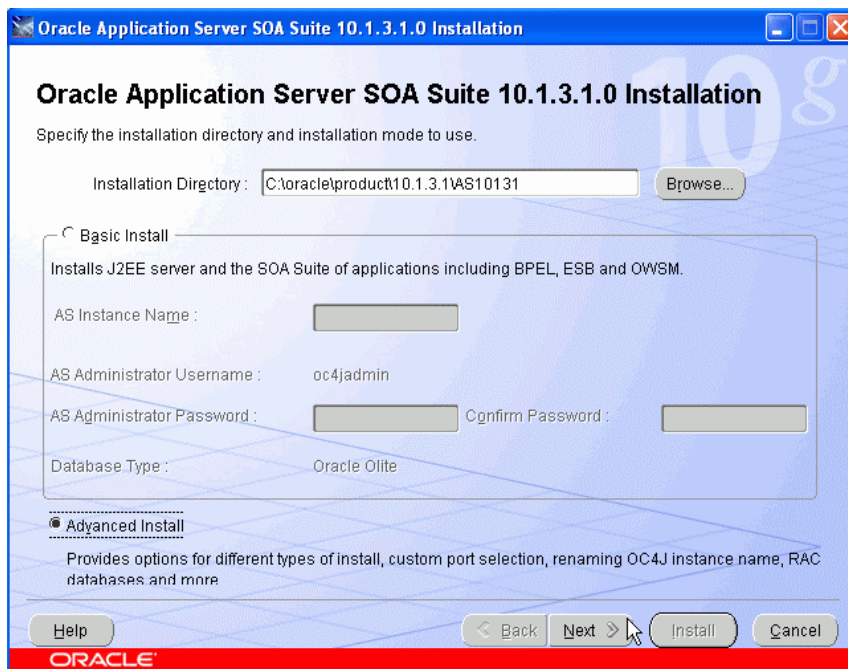 Oracle Application Server SOA Suite 10.1.3.1.0 Installation
10g
Oracle Application Server SOA Suite 10.1.3.1.0 Installation
Specify the installation directory and installation mode to use.
Installation Directory : C:\oracle\product\10.1.3.1\AS10131 Browse...
Basic Install
Installs J2EE server and the SOA Suite of applications including BPEL, ESB and OWSM.
AS Instance Name :
AS Administrator Username : oc4jadmin
AS Administrator Password : Confirm Password :
Database Type : Oracle Olite
Advanced Install
Provides options for different types of install, custom port selection, renaming OC4J instance name, RAC
databases and more
Help Back Next Install Cancel
ORACLE